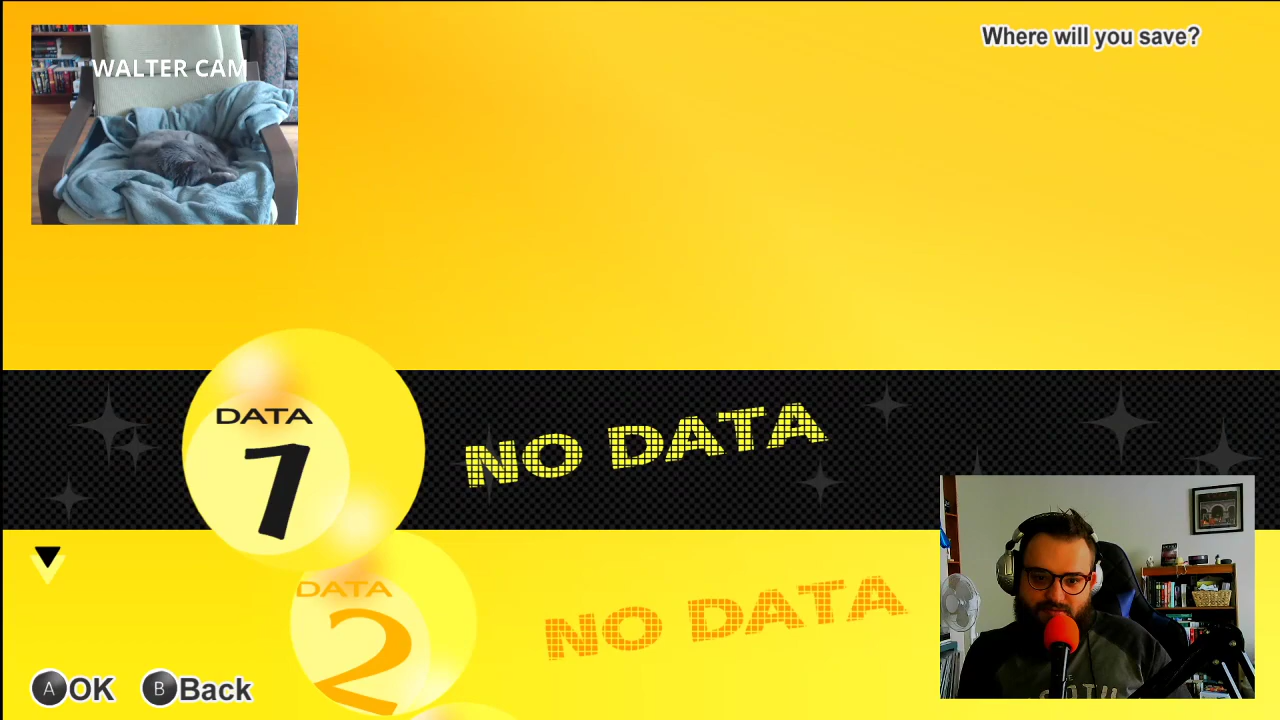 Where will you save?
WALTER CAM
DATA
1
NO DATA
DATA
2
NO DATA
A OK B Back